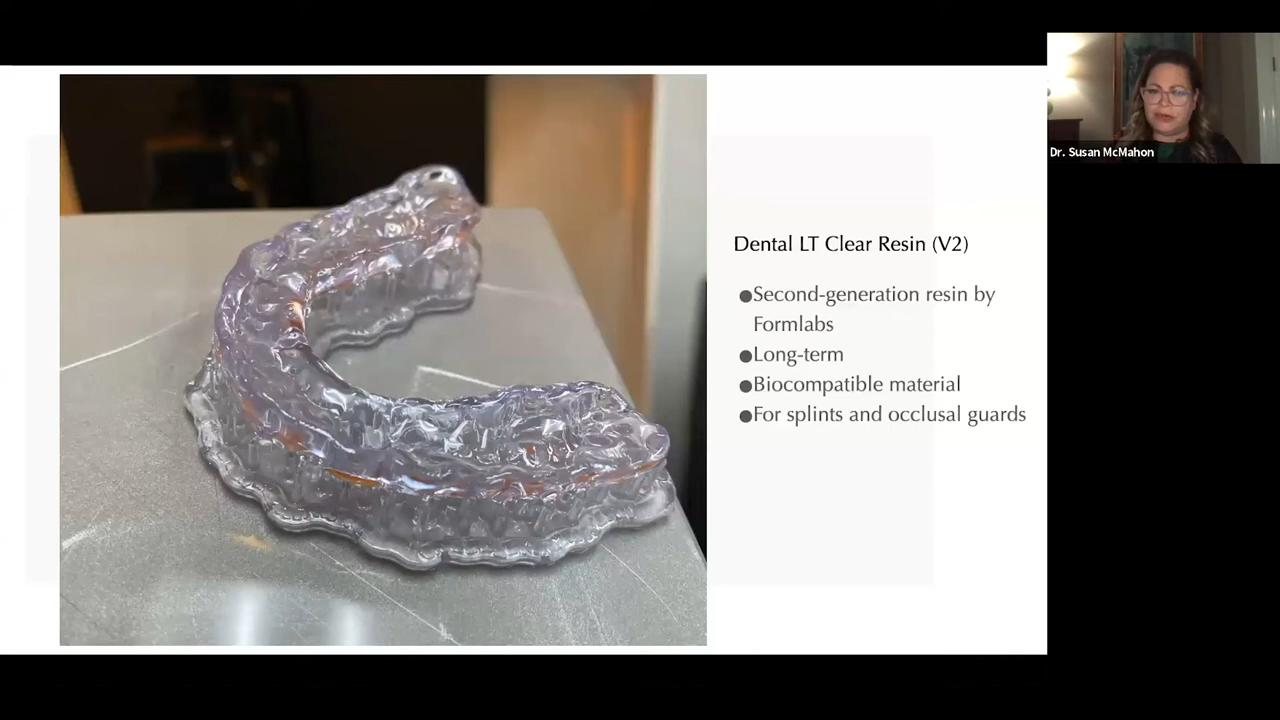 Dr. Susan McMahon
Dental LT Clear Resin (V2)
●Second-generation resin by
Formlabs
●Long-term
●Biocompatible material
●For splints and occlusal guards